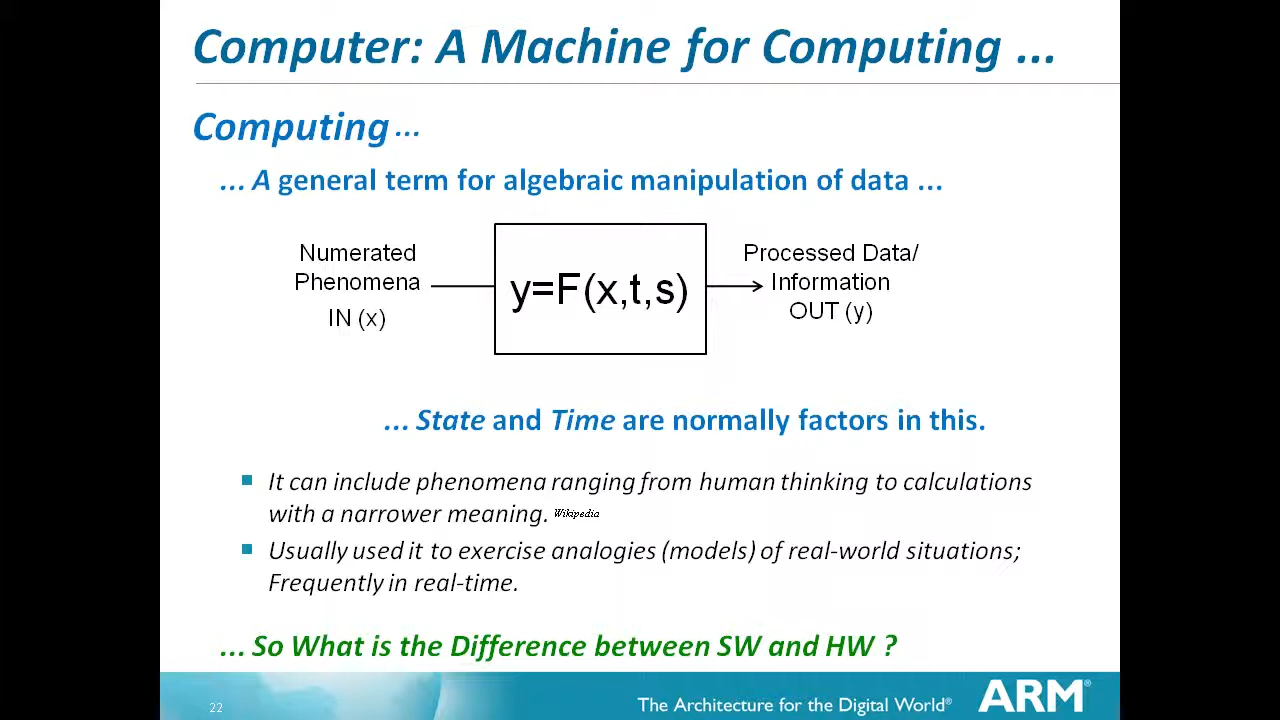 Computer: A Machine for Computing ...
Computing ...
... A general term for algebraic manipulation of data ...
Numerated
Phenomena
IN (x)
y=F(x,t,s)
Processed Data/
Information
OUT (y)
... State and Time are normally factors in this.
It can include phenomena ranging from human thinking to calculations
with a narrower meaning. Wikipedia
Usually used it to exercise analogies (models) of real-world situations;
Frequently in real-time.
... So What is the Difference between SW and HW ?
22
The Architecture for the Digital World®
ARM®